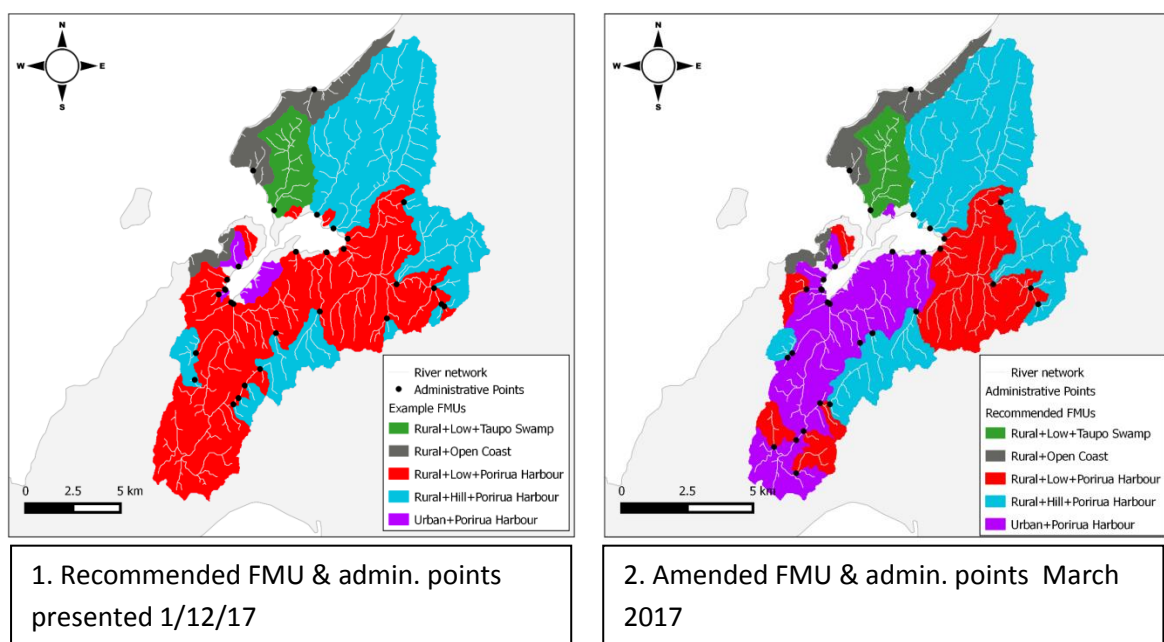 N
W E
S
River network
Administrative Points
Example FMUs
Rural+Low+Taupo Swamp
Rural+Open Coast
Rural+Low+Porirua Harbour
Rural+Hill+Porirua Harbour
Urban+Porirua Harbour
0 2.5 5 km
N
W E
S
River network
Administrative Points
Recommended FMUs
Rural+Low+Taupo Swamp
Rural+Open Coast
Rural+Low+Porirua Harbour
Rural+Hill+Porirua Harbour
Urban+Porirua Harbour
0 2.5 5 km
1. Recommended FMU & admin. points
presented 1/12/17
2. Amended FMU & admin. points March
2017